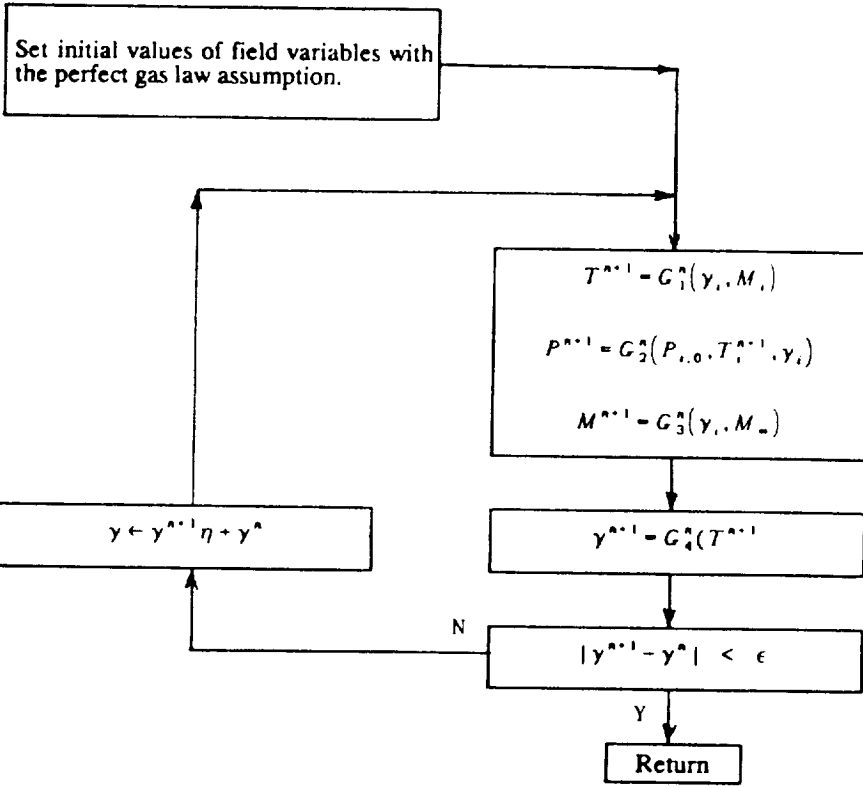 Set initial values of field variables with
the perfect gas law assumption.
T^{n+1} = G_1^n(γ_i, M_i)
P^{n+1} = G_2^n(P_{i,0}, T_i^{n+1}, γ_i)
M^{n+1} = G_3^n(γ_i, M_∞)
γ ← γ^{n+1} η + γ^n
γ^{n+1} = G_4^n(T^{n+1}
N
|γ^{n+1} - γ^n| < ϵ
Y
Return